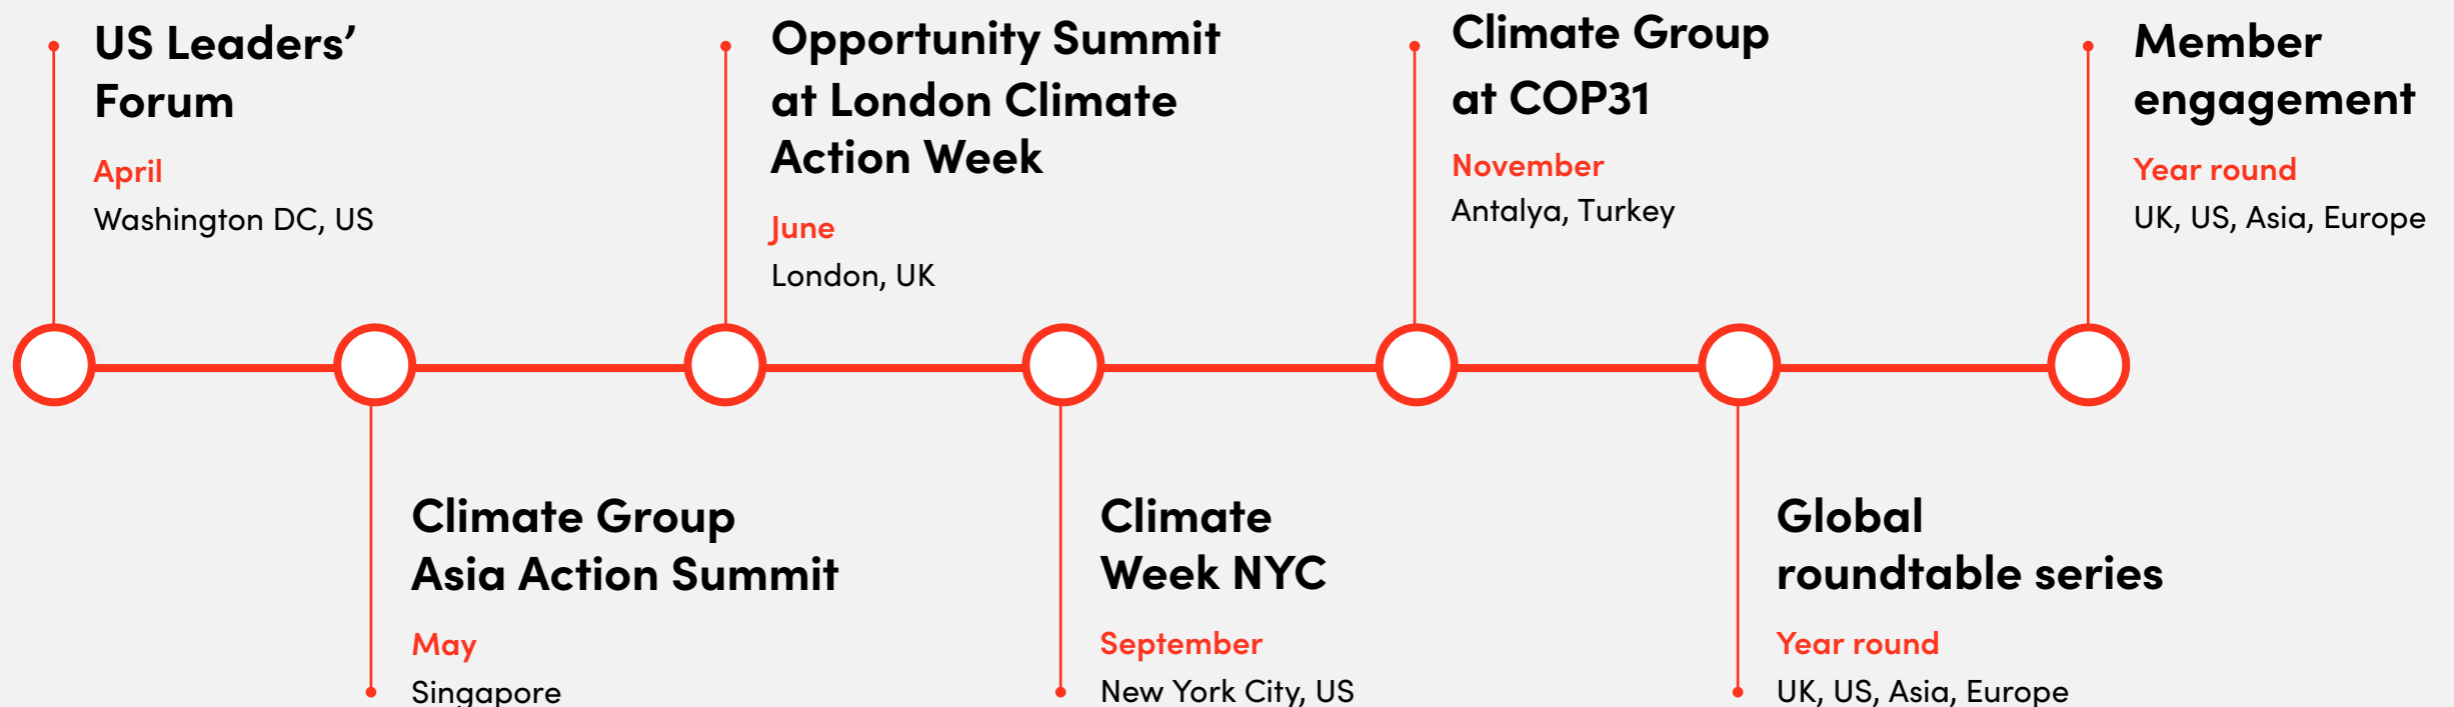 US Leaders’
Forum
April
Washington DC, US
Opportunity Summit
at London Climate
Action Week
June
London, UK
Climate Group
at COP31
November
Antalya, Turkey
Member
engagement
Year round
UK, US, Asia, Europe
Climate Group
Asia Action Summit
May
Singapore
Climate
Week NYC
September
New York City, US
Global
roundtable series
Year round
UK, US, Asia, Europe